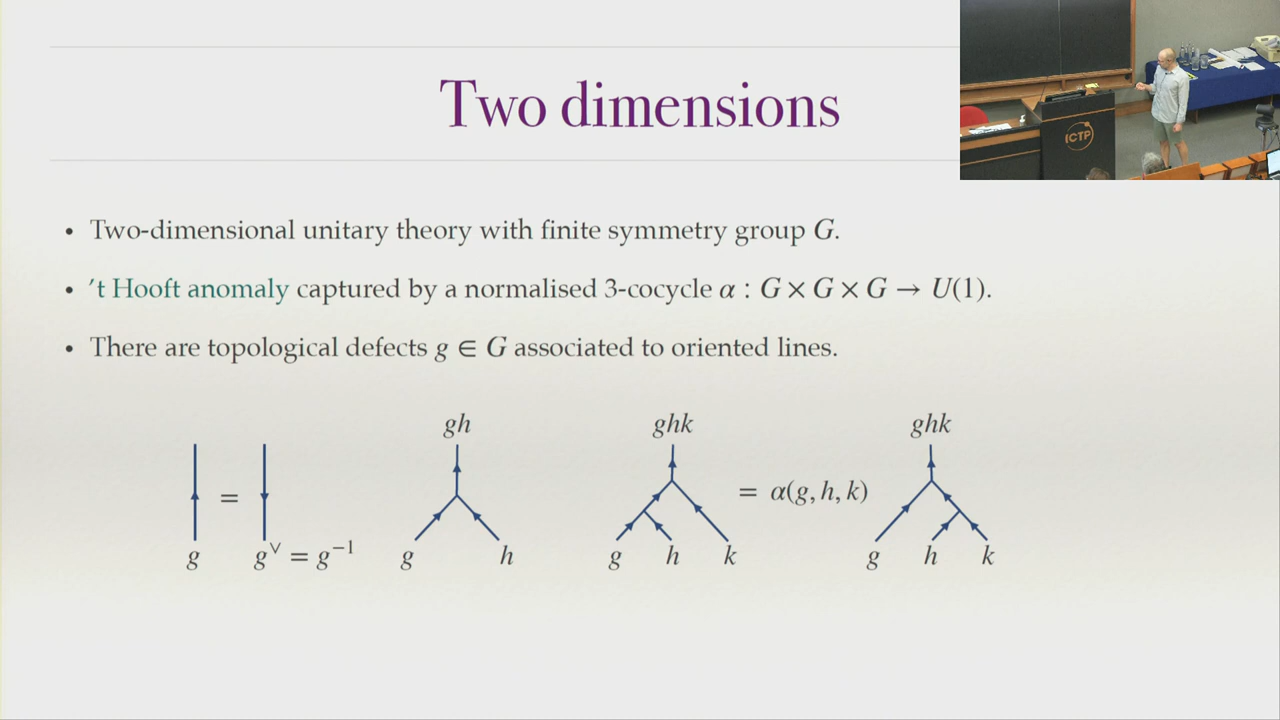 Two dimensions
ICTP
• Two-dimensional unitary theory with finite symmetry group G.
• ’t Hooft anomaly captured by a normalised 3-cocycle α : G × G × G → U(1).
• There are topological defects g ∈ G associated to oriented lines.
gh ghk ghk
= = α(g, h, k)
g g^∨ = g^{−1} g h g h k g h k